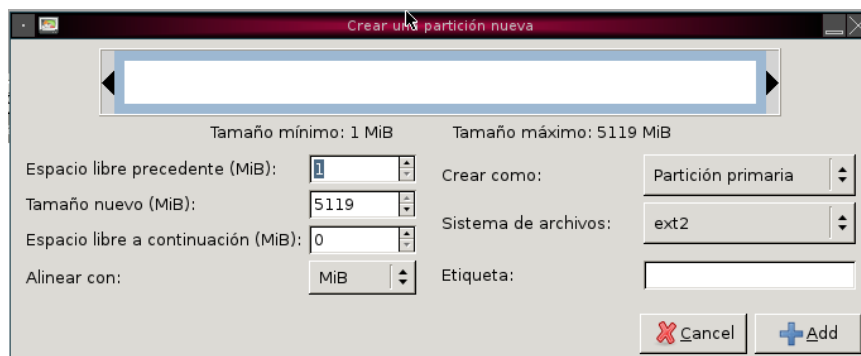 Crear una partición nueva
Tamaño mínimo: 1 MiB Tamaño máximo: 5119 MiB
Espacio libre precedente (MiB): 1
Crear como: Partición primaria
Tamaño nuevo (MiB): 5119
Sistema de archivos: ext2
Espacio libre a continuación (MiB): 0
Alinear con: MiB
Etiqueta:
Cancel Add